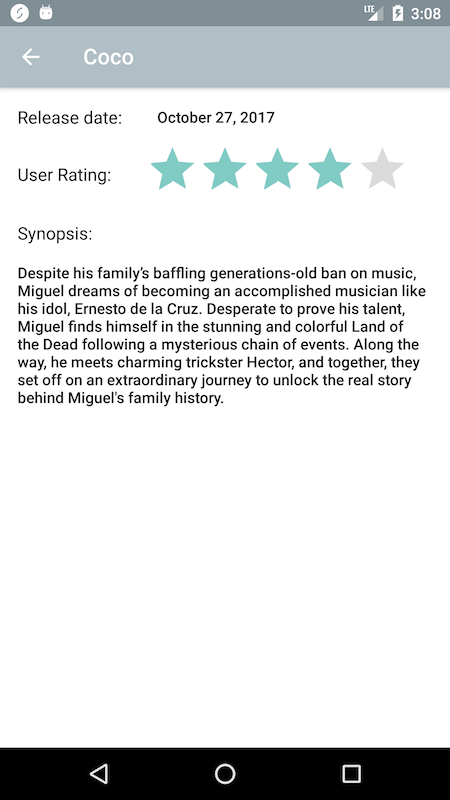 LTE 3:08
Coco
Release date: October 27, 2017
User Rating:
Synopsis:
Despite his family’s baffling generations-old ban on music,
Miguel dreams of becoming an accomplished musician like
his idol, Ernesto de la Cruz. Desperate to prove his talent,
Miguel finds himself in the stunning and colorful Land of
the Dead following a mysterious chain of events. Along the
way, he meets charming trickster Hector, and together, they
set off on an extraordinary journey to unlock the real story
behind Miguel's family history.